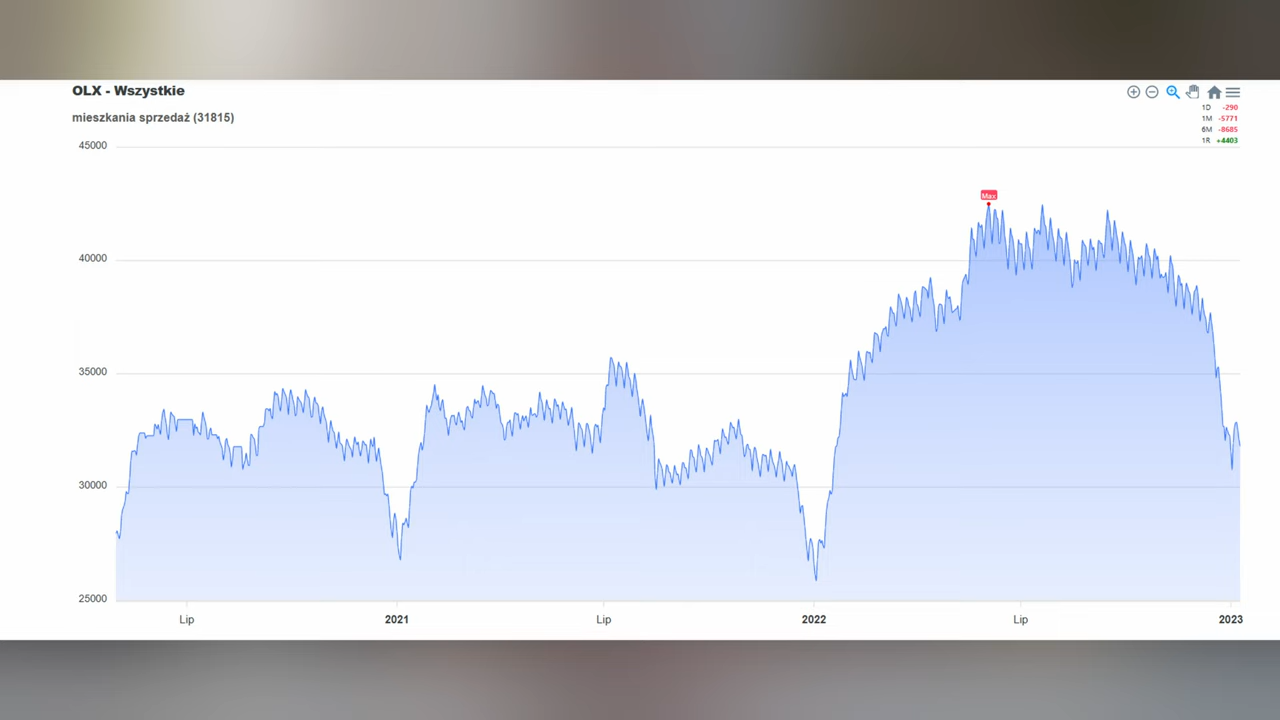 OLX - Wszystkie
mieszkania sprzedaż (31815)
1D -290
1M -5771
6M -8685
1R +4403
45000
Max
40000
35000
30000
25000
Lip 2021 Lip 2022 Lip 2023